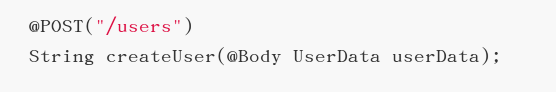 @POST("/users")
String createUser(@Body UserData userData);